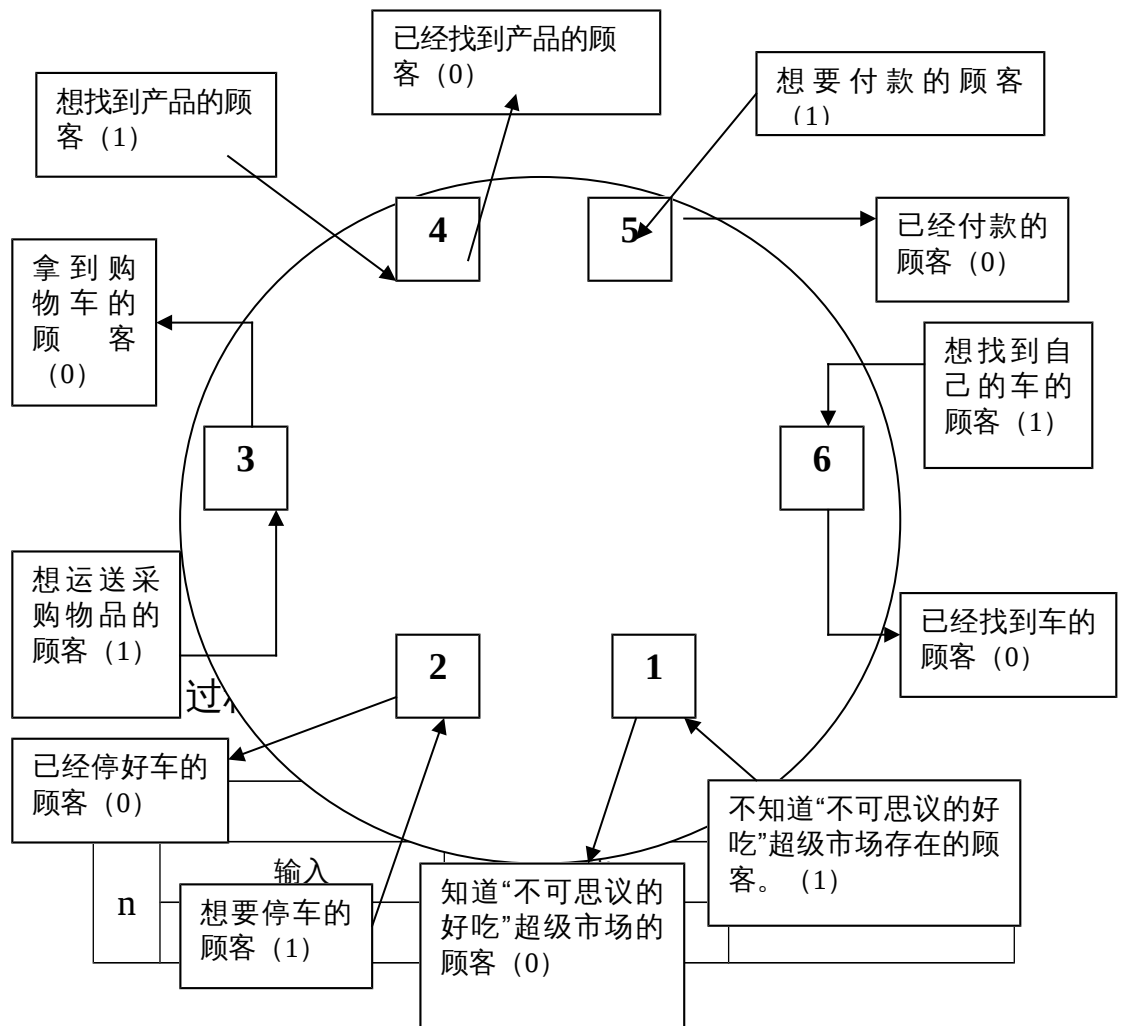 已经找到产品的顾
客（0）
想要付款的顾客
（1）
想找到产品的顾
客（1）
4
5
已经付款的
顾客（0）
拿到购
物车的
顾客
（0）
想找到自
己的车的
顾客（1）
3
6
想运送采
购物品的
顾客（1）
已经找到车的
顾客（0）
2
1
过
已经停好车的
顾客（0）
不知道“不可思议的好
吃”超级市场存在的顾
客。（1）
输入
n
想要停车的
顾客（1）
知道“不可思议的
好吃”超级市场的
顾客（0）